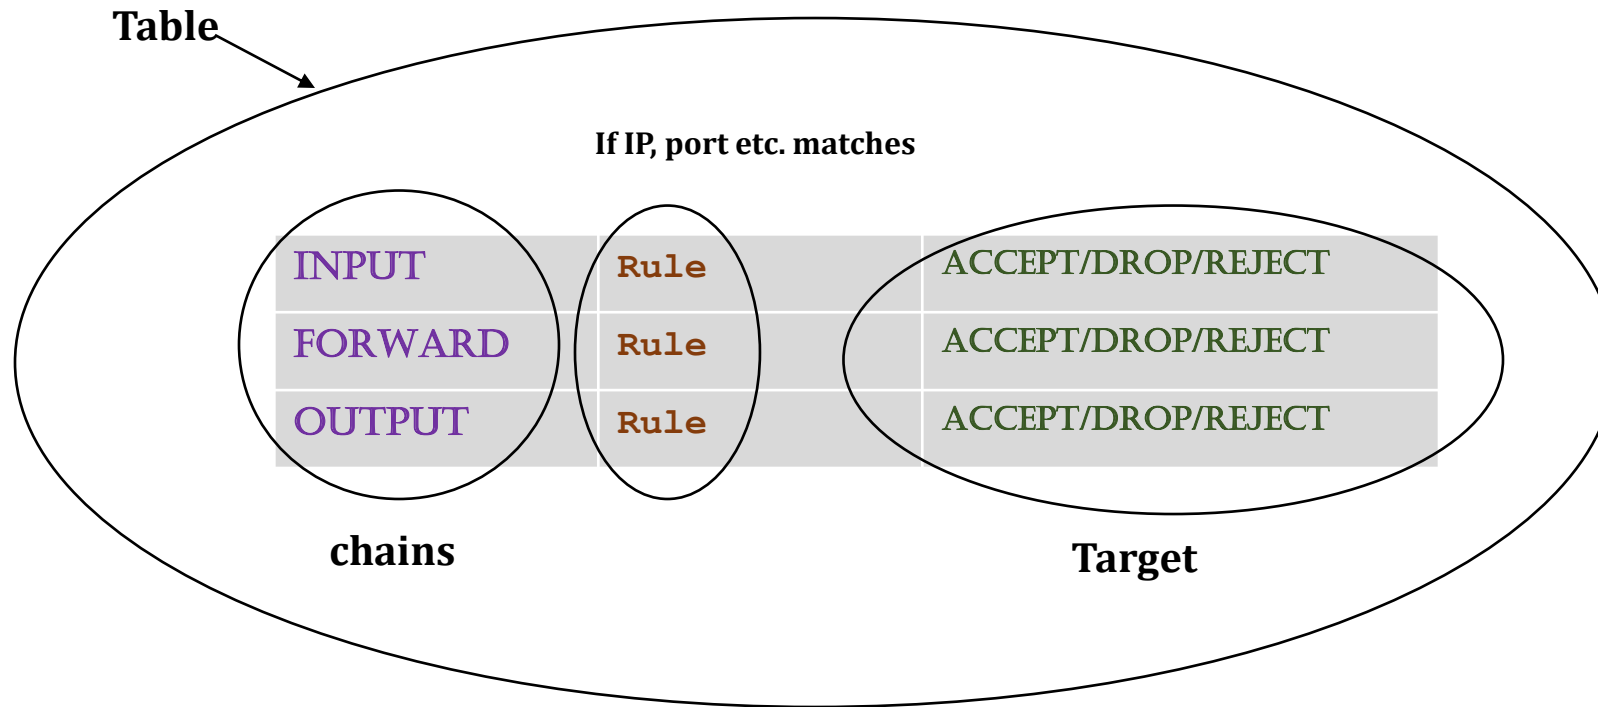 Table
If IP, port etc. matches
INPUT Rule ACCEPT/DROP/REJECT
FORWARD Rule ACCEPT/DROP/REJECT
OUTPUT Rule ACCEPT/DROP/REJECT
chains Target